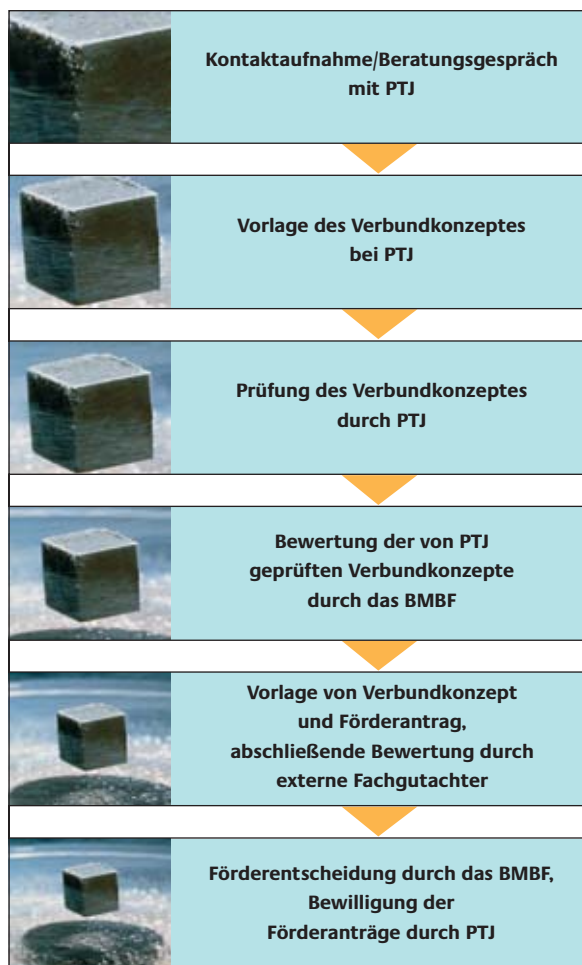 Kontaktaufnahme/Beratungsgespräch
mit PTJ
Vorlage des Verbundkonzeptes
bei PTJ
Prüfung des Verbundkonzeptes
durch PTJ
Bewertung der von PTJ
geprüften Verbundkonzepte
durch das BMBF
Vorlage von Verbundkonzept
und Förderantrag,
abschließende Bewertung durch
externe Fachgutachter
Förderentscheidung durch das BMBF,
Bewilligung der
Förderanträge durch PTJ